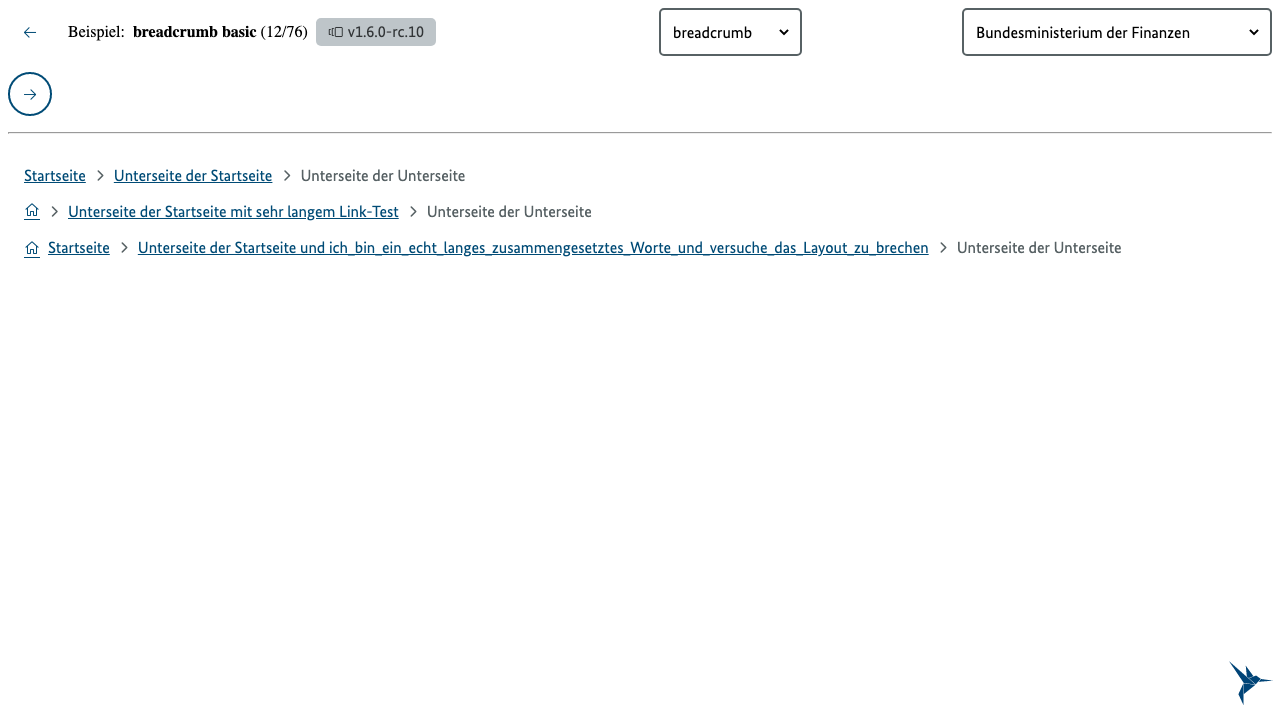 Beispiel: breadcrumb basic (12/76) v1.6.0-rc.10 breadcrumb Bundesministerium der Finanzen
Startseite Unterseite der Startseite Unterseite der Unterseite
Unterseite der Startseite mit sehr langem Link-Test Unterseite der Unterseite
Startseite Unterseite der Startseite und ich_bin_ein_echt_langes_zusammengesetztes_Worte_und_versuche_das_Layout_zu_brechen Unterseite der Unterseite